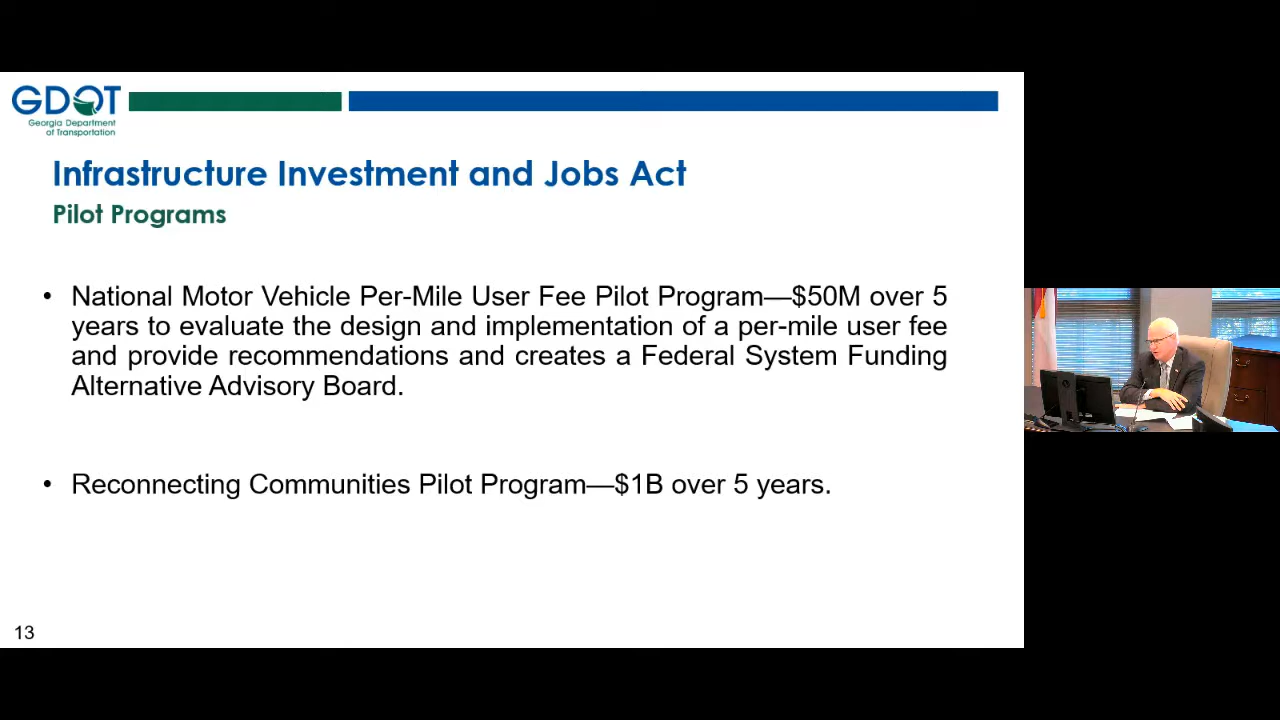 GDOT
Georgia Department
of Transportation
Infrastructure Investment and Jobs Act
Pilot Programs
• National Motor Vehicle Per-Mile User Fee Pilot Program—$50M over 5
years to evaluate the design and implementation of a per-mile user fee
and provide recommendations and creates a Federal System Funding
Alternative Advisory Board.
• Reconnecting Communities Pilot Program—$1B over 5 years.
13